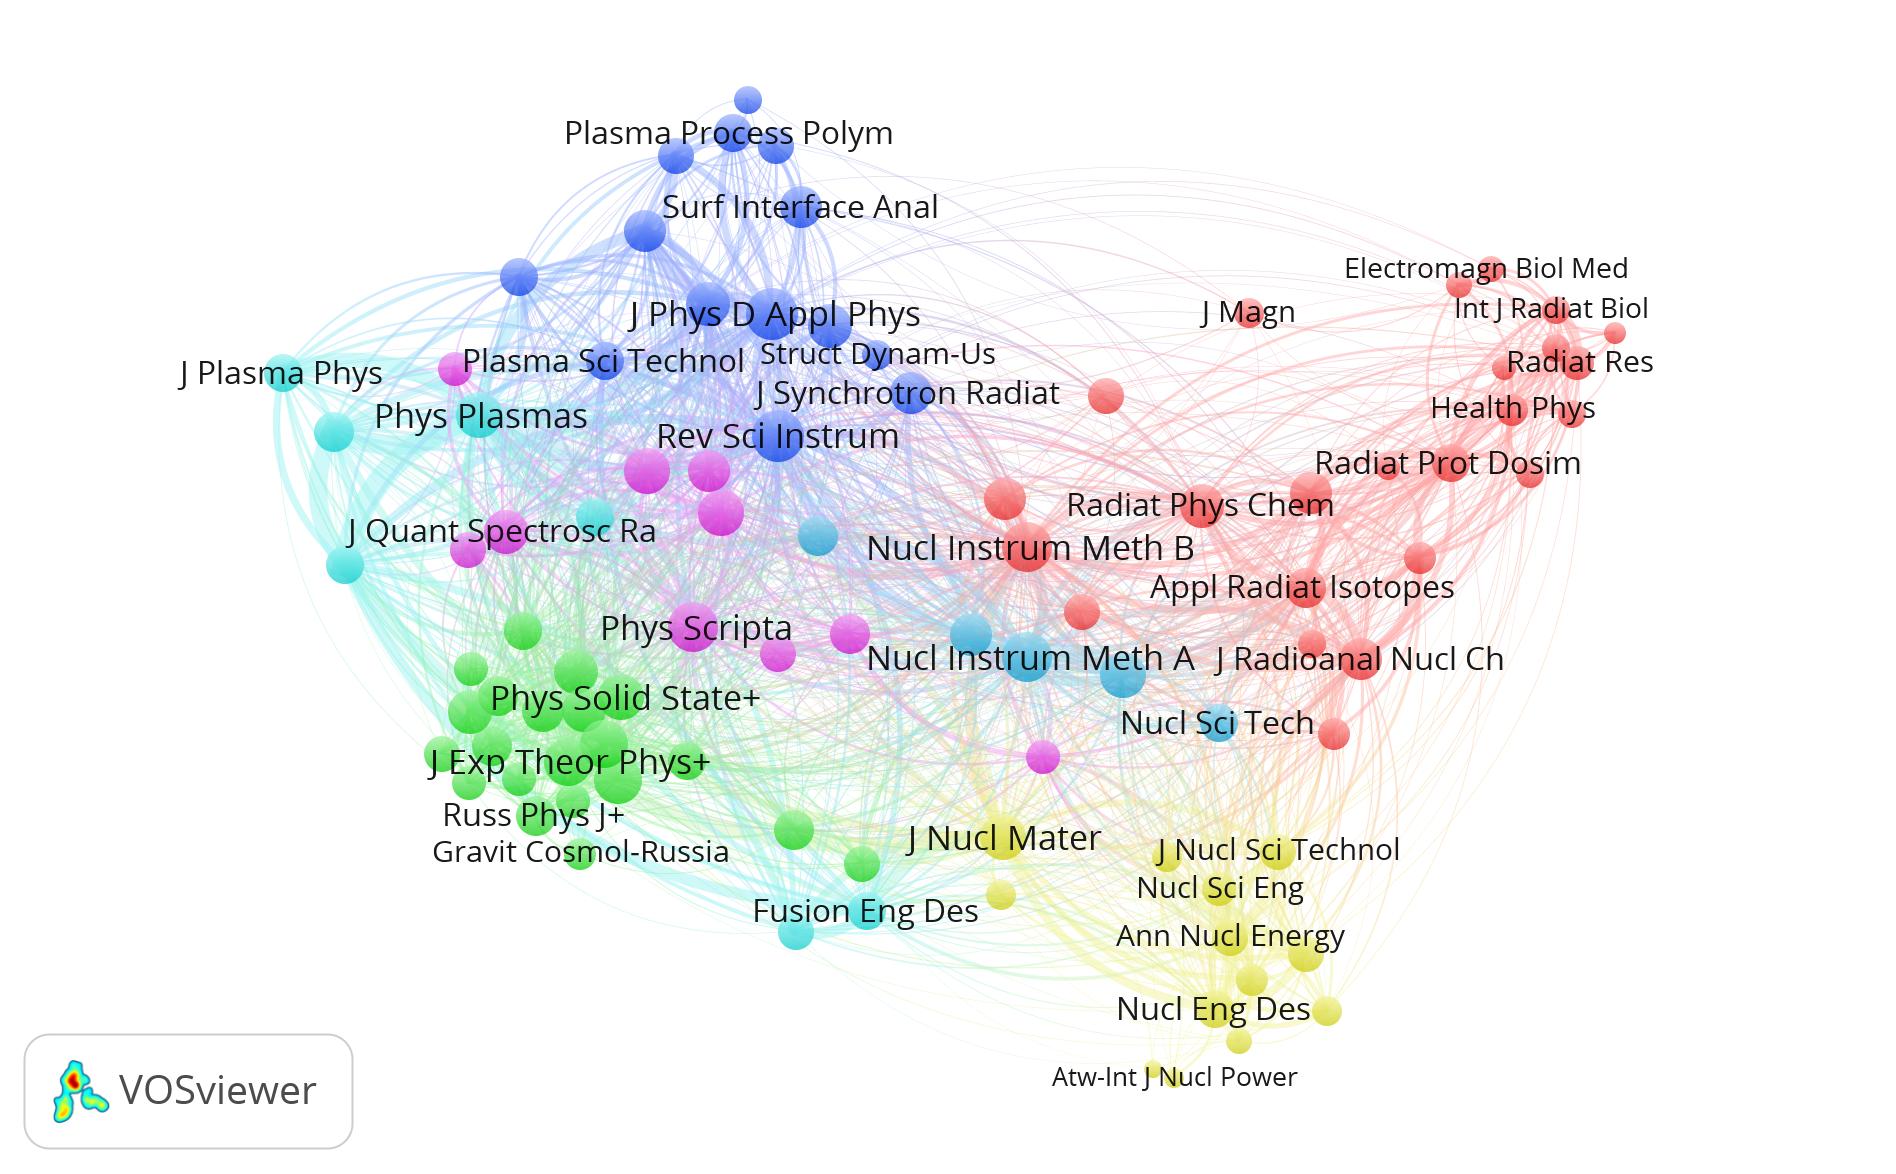 Plasma Process Polym
Surf Interface Anal
Electromagn Biol Med
Int J Radiat Biol
J Phys D Appl Phys
J Magn
Plasma Sci Technol
Struct Dynam-Us
Radiat Res
J Plasma Phys
J Synchrotron Radiat
Health Phys
Phys Plasmas
Rev Sci Instrum
Radiat Prot Dosim
Radiat Phys Chem
J Quant Spectrosc Ra
Nucl Instrum Meth B
Appl Radiat Isotopes
Phys Scripta
Nucl Instrum Meth A
J Radioanal Nucl Ch
Phys Solid State+
Nucl Sci Tech
J Exp Theor Phys+
Russ Phys J+
J Nucl Mater
Gravit Cosmol-Russia
J Nucl Sci Technol
Nucl Sci Eng
Fusion Eng Des
Ann Nucl Energy
Nucl Eng Des
Atw-Int J Nucl Power
VOSviewer